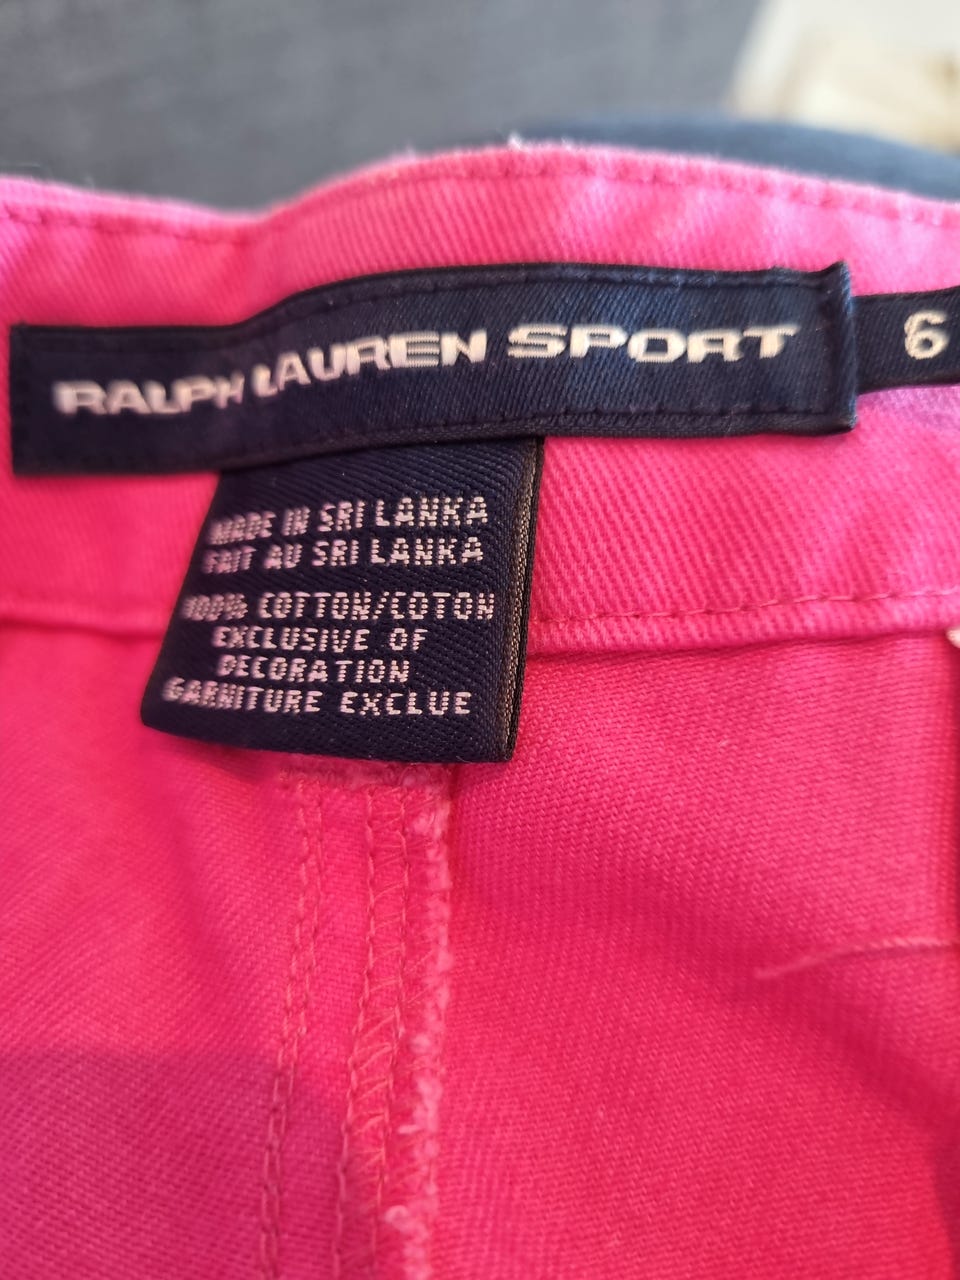 RALPH LAUREN SPORT
6
MADE IN SRI LANKA
FAIT AU SRI LANKA
100% COTTON/COTON
EXCLUSIVE OF
DECORATION
GARNITURE EXCLUE